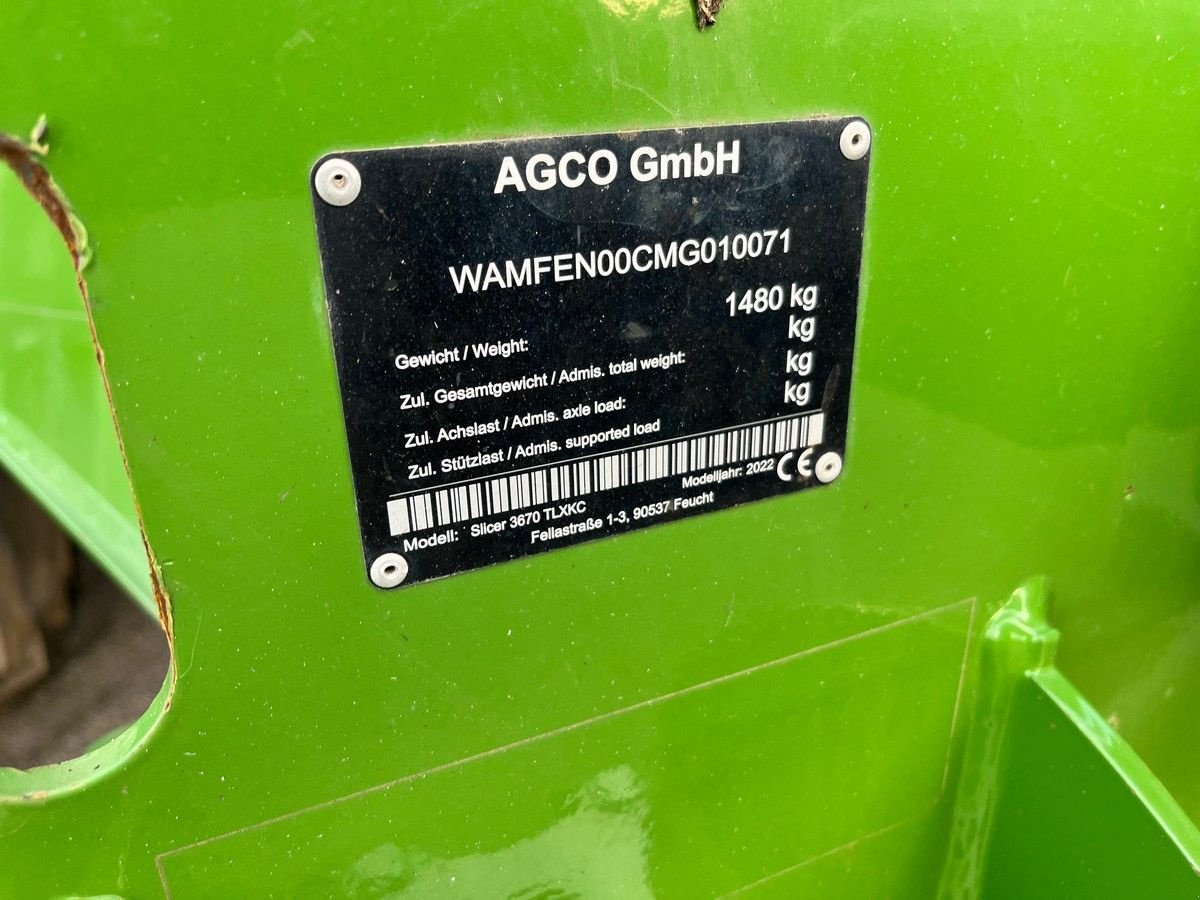 AGCO GmbH
WAMFEN00CMG010071
Gewicht / Weight: 1480 kg
Zul. Gesamtgewicht / Admis. total weight: kg
Zul. Achslast / Admis. axle load: kg
Zul. Stützlast / Admis. supported load kg
Modell: Slicer 3670 TLXKC Modelljahr: 2022 CE
Fellastraße 1-3, 90537 Feucht